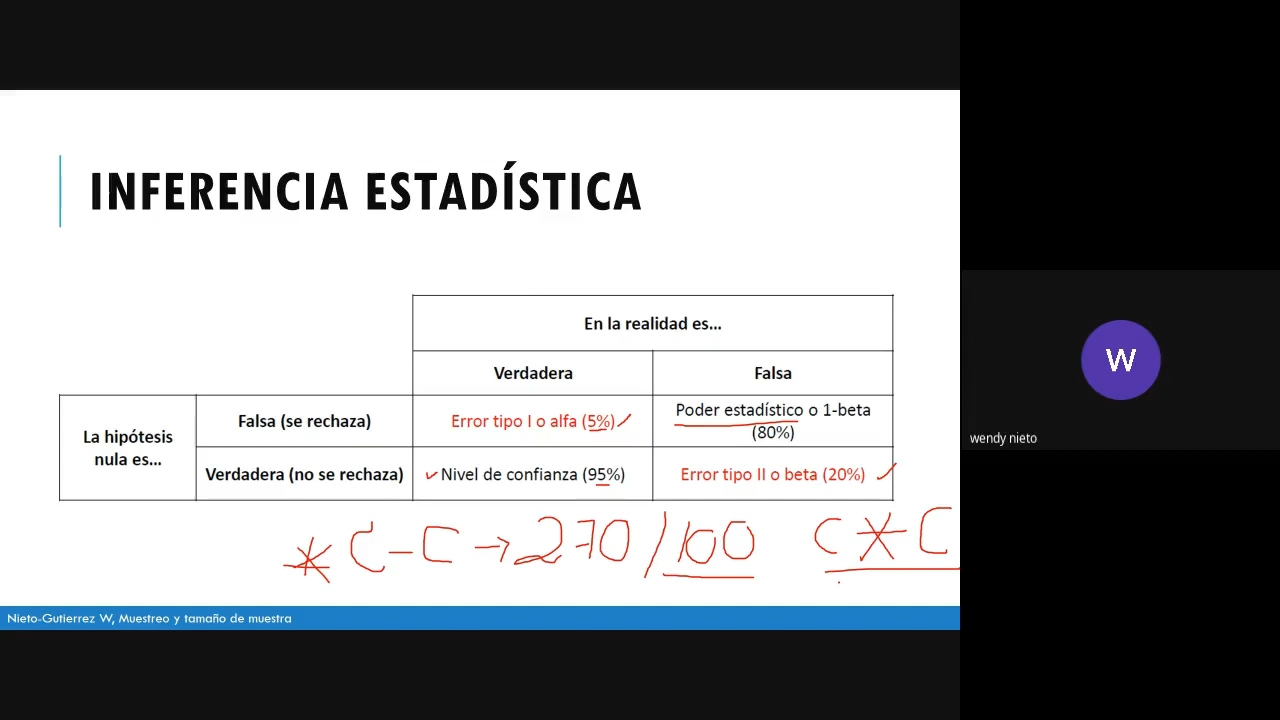 INFERENCIA ESTADÍSTICA
En la realidad es...
Verdadera
Falsa
La hipótesis
nula es...
Falsa (se rechaza)
Error tipo I o alfa (5%)
Poder estadístico o 1-beta
(80%)
Verdadera (no se rechaza)
Nivel de confianza (95%)
Error tipo II o beta (20%)
* C - C → 270/100 C * C
Nieto-Gutierrez W, Muestreo y tamaño de muestra
W
wendy nieto